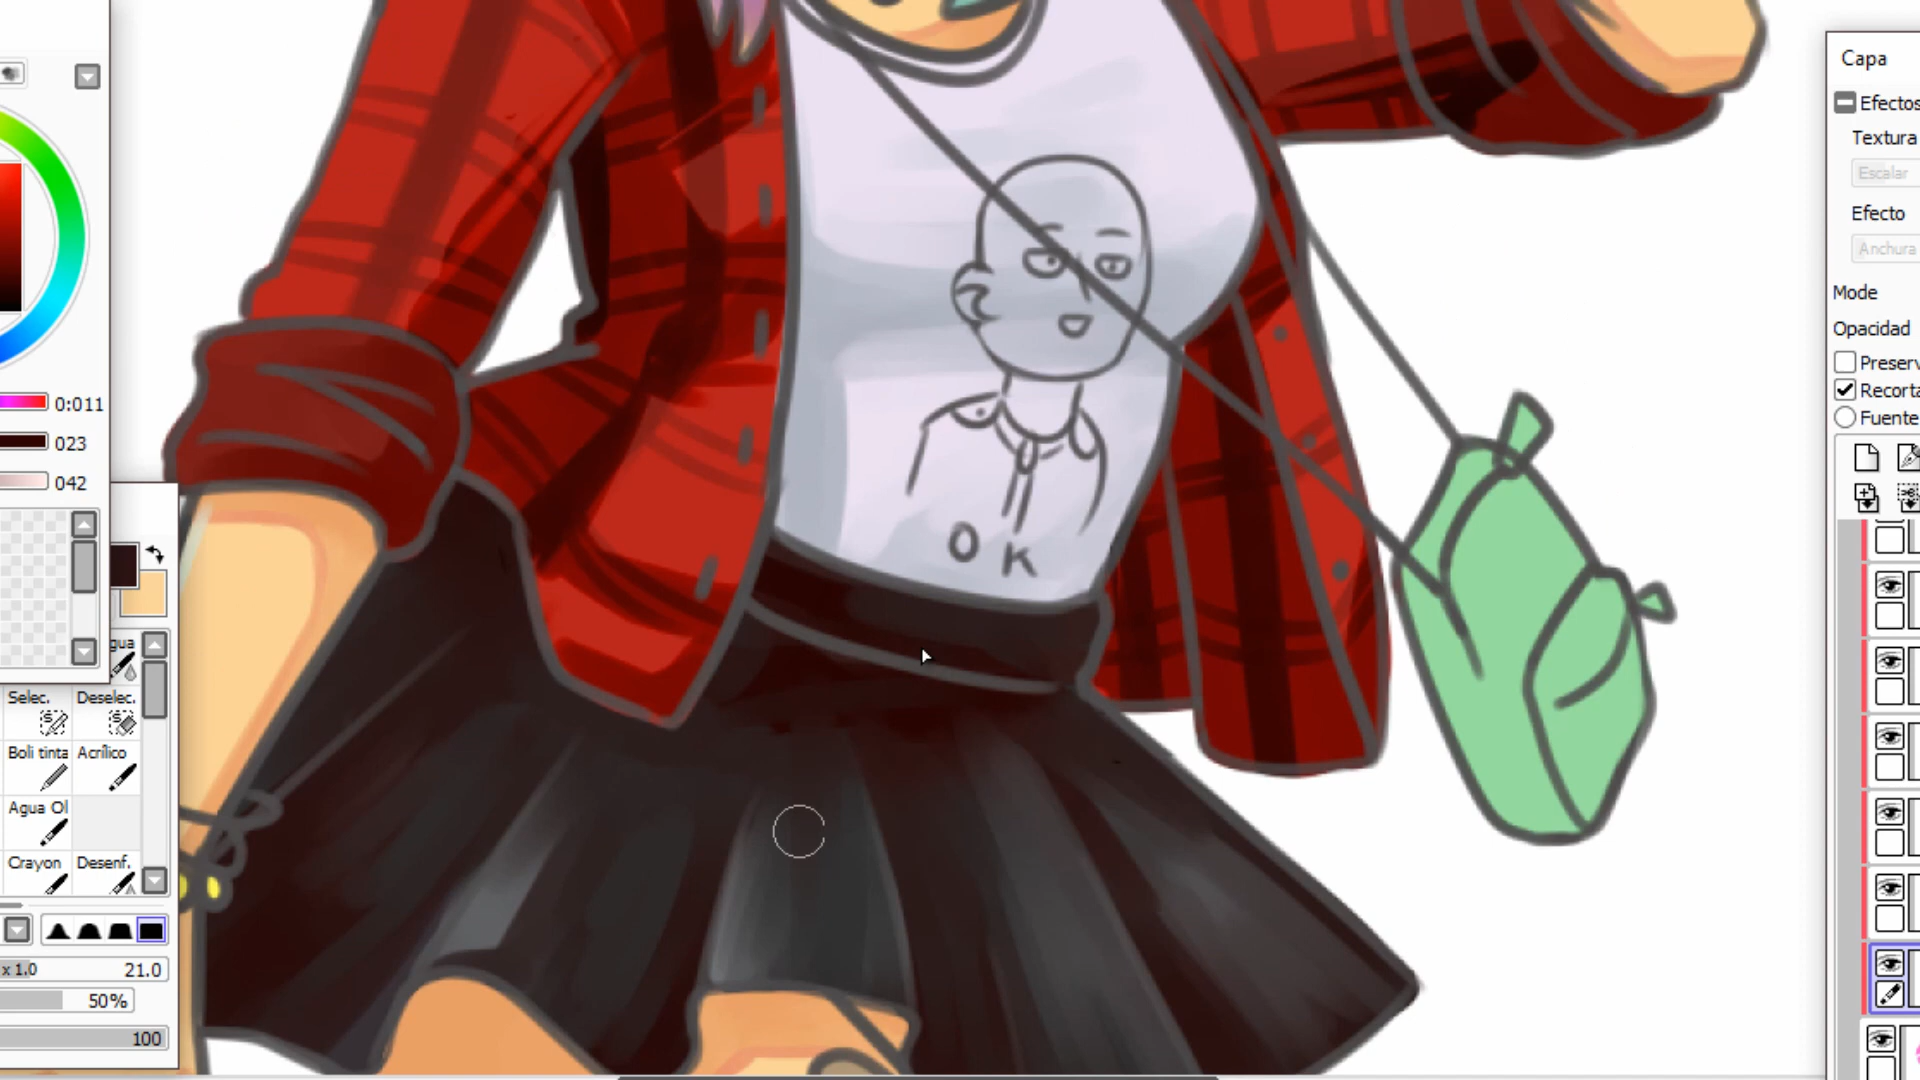 0:011
023
042
gua
Selec. Deselec.
Boli tinta Acrílico
Agua Ol
Crayon Desenf.
x 1.0 21.0
50%
100
O K
Capa
Efectos
Textura
Escalar
Efecto
Anchura
Mode
Opacidad
Preserv
Recorta
Fuente